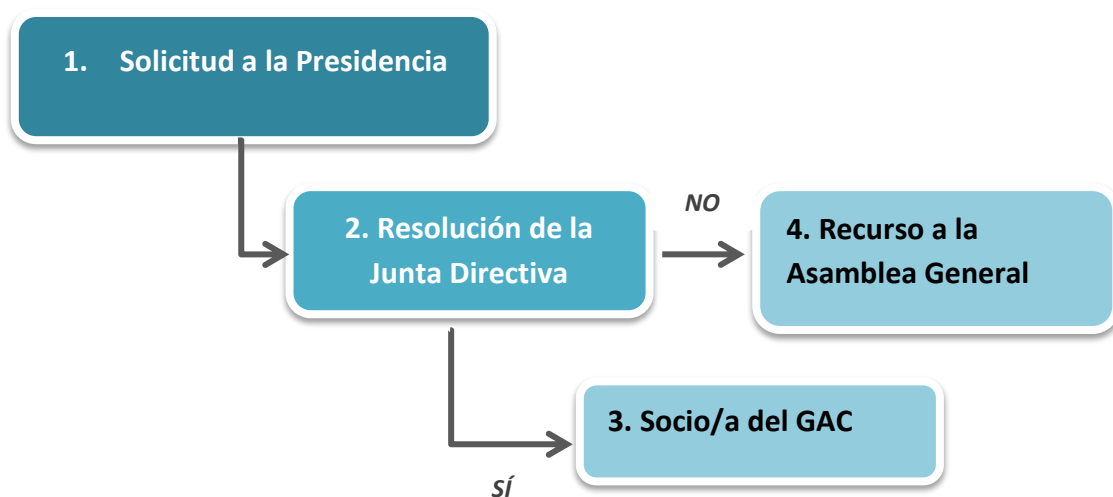 1. Solicitud a la Presidencia
2. Resolución de la
Junta Directiva
NO
4. Recurso a la
Asamblea General
3. Socio/a del GAC
SÍ